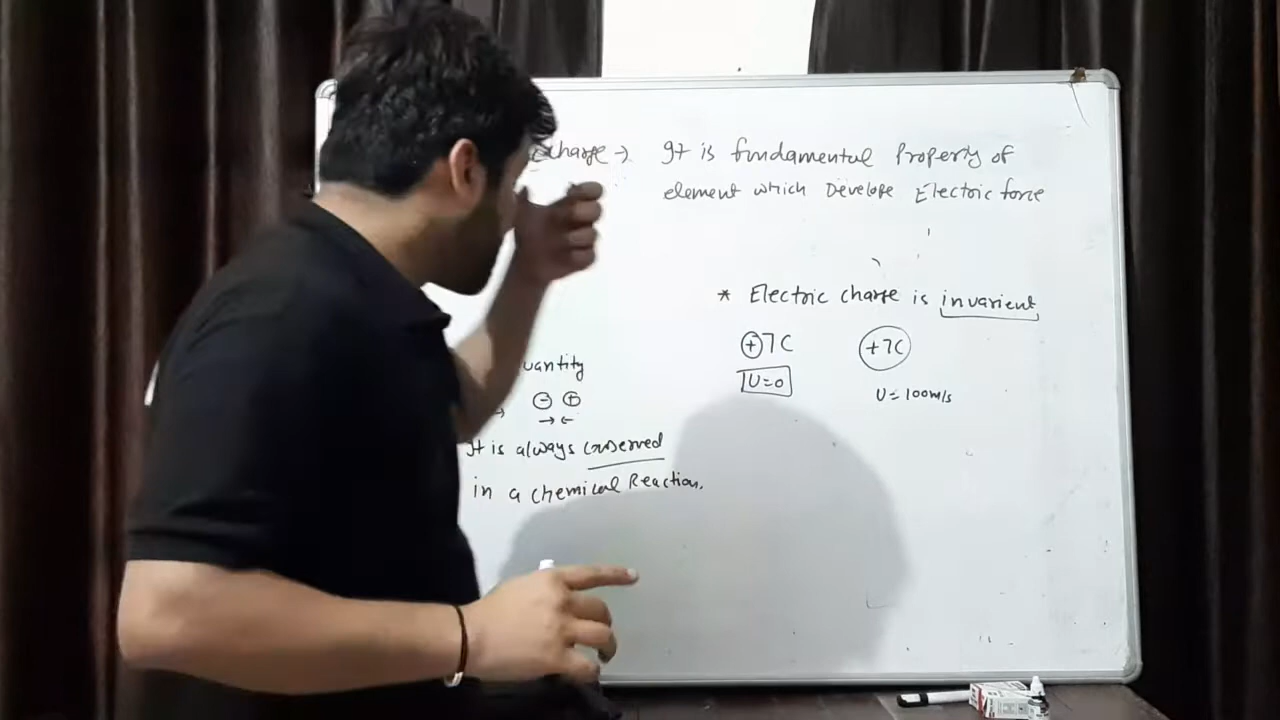 charge → It is fundamental Property of
element which Develope Electric force
* Electric charge is invarient
+7C +7C
U=0 U=100m/s
uantity
- +
→ ←
It is always conserved
in a chemical Reaction.